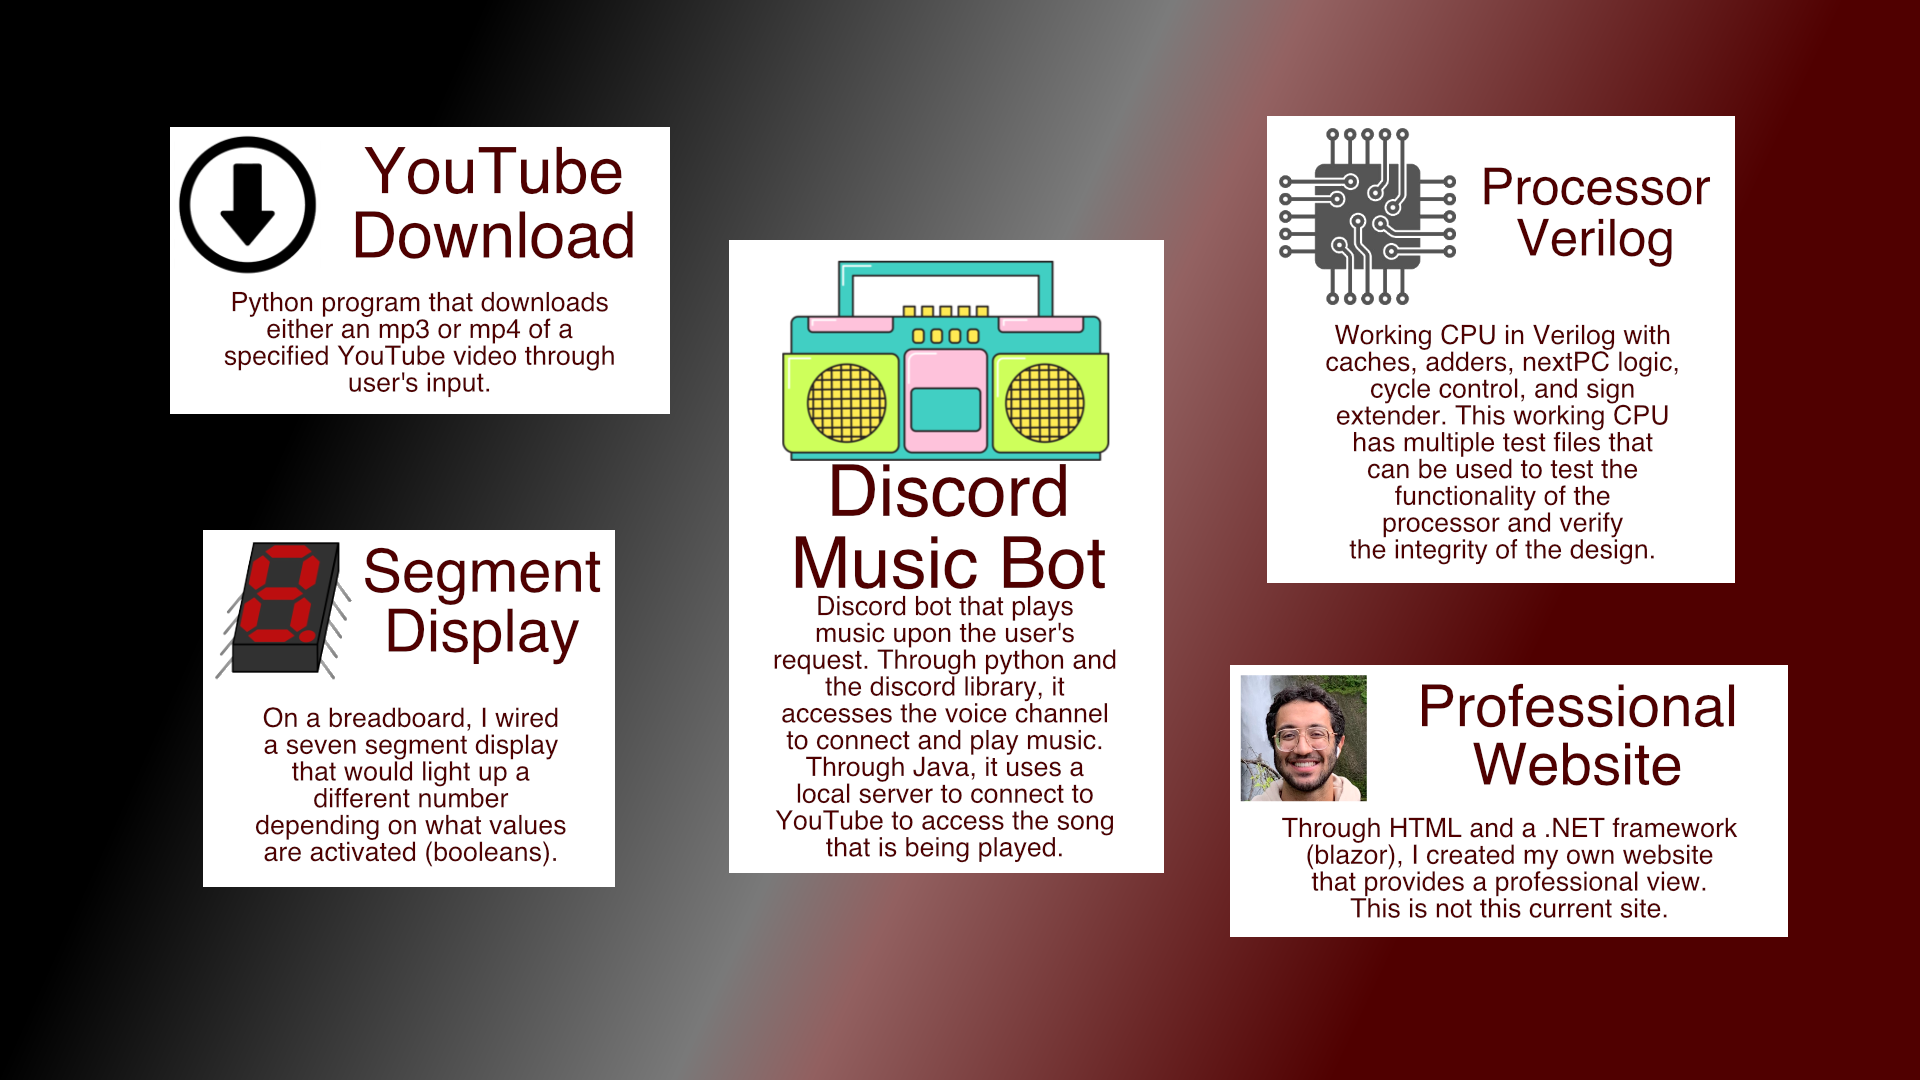 YouTube
Download
Python program that downloads
either an mp3 or mp4 of a
specified YouTube video through
user's input.
Segment
Display
On a breadboard, I wired
a seven segment display
that would light up a
different number
depending on what values
are activated (booleans).
Discord
Music Bot
Discord bot that plays
music upon the user's
request. Through python and
the discord library, it
accesses the voice channel
to connect and play music.
Through Java, it uses a
local server to connect to
YouTube to access the song
that is being played.
Processor
Verilog
Working CPU in Verilog with
caches, adders, nextPC logic,
cycle control, and sign
extender. This working CPU
has multiple test files that
can be used to test the
functionality of the
processor and verify
the integrity of the design.
Professional
Website
Through HTML and a .NET framework
(blazor), I created my own website
that provides a professional view.
This is not this current site.